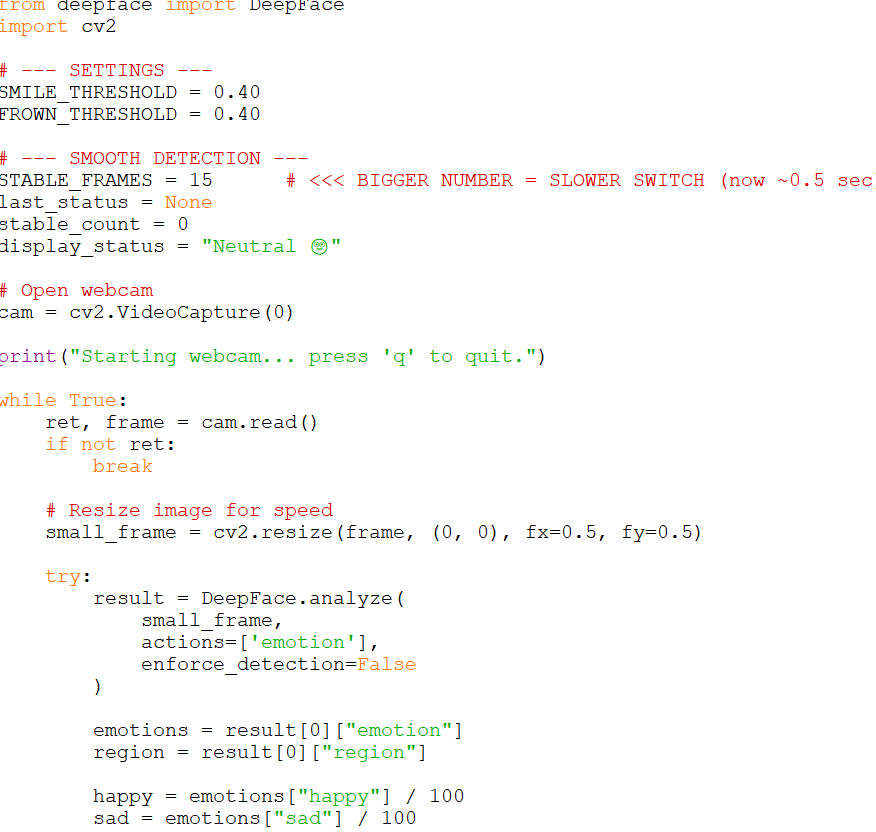 from deepface import DeepFace
import cv2
# --- SETTINGS ---
SMILE_THRESHOLD = 0.40
FROWN_THRESHOLD = 0.40
# --- SMOOTH DETECTION ---
STABLE_FRAMES = 15      # <<< BIGGER NUMBER = SLOWER SWITCH (now ~0.5 sec)
last_status = None
stable_count = 0
display_status = "Neutral 😐"
# Open webcam
cam = cv2.VideoCapture(0)
print("Starting webcam... press 'q' to quit.")
while True:
    ret, frame = cam.read()
    if not ret:
        break
    # Resize image for speed
    small_frame = cv2.resize(frame, (0, 0), fx=0.5, fy=0.5)
    try:
        result = DeepFace.analyze(
            small_frame,
            actions=['emotion'],
            enforce_detection=False
        )
        emotions = result[0]["emotion"]
        region = result[0]["region"]
        happy = emotions["happy"] / 100
        sad = emotions["sad"] / 100